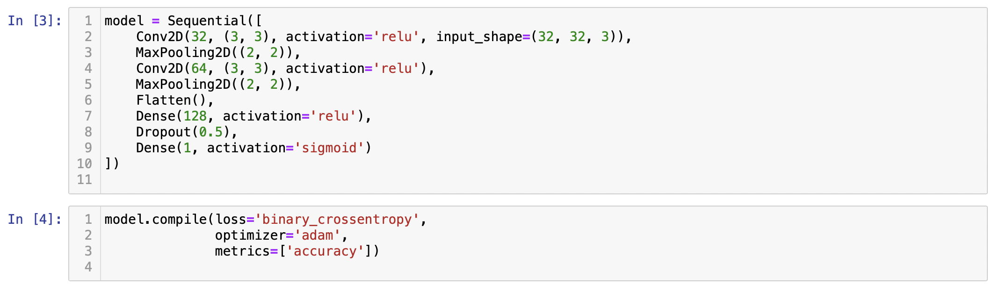 In [3]:
1 model = Sequential([
2     Conv2D(32, (3, 3), activation='relu', input_shape=(32, 32, 3)),
3     MaxPooling2D((2, 2)),
4     Conv2D(64, (3, 3), activation='relu'),
5     MaxPooling2D((2, 2)),
6     Flatten(),
7     Dense(128, activation='relu'),
8     Dropout(0.5),
9     Dense(1, activation='sigmoid')
10 ])
11
In [4]:
1 model.compile(loss='binary_crossentropy',
2               optimizer='adam',
3               metrics=['accuracy'])
4